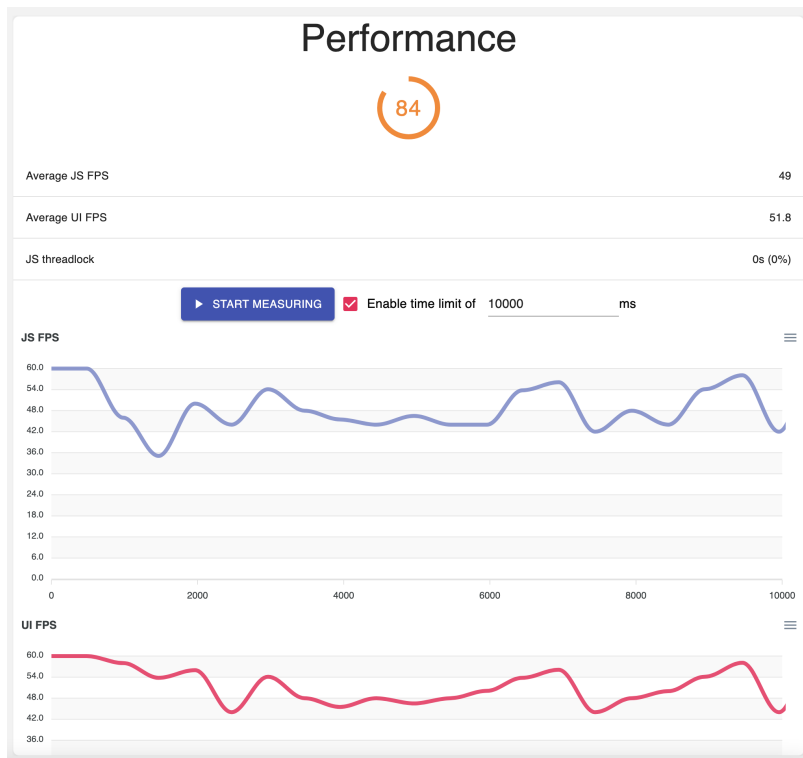 Performance
84
Average JS FPS 49
Average UI FPS 51.8
JS threadlock 0s (0%)
START MEASURING Enable time limit of 10000 ms
JS FPS
60.0
54.0
48.0
42.0
36.0
30.0
24.0
18.0
12.0
6.0
0.0
0 2000 4000 6000 8000 10000
UI FPS
60.0
54.0
48.0
42.0
36.0